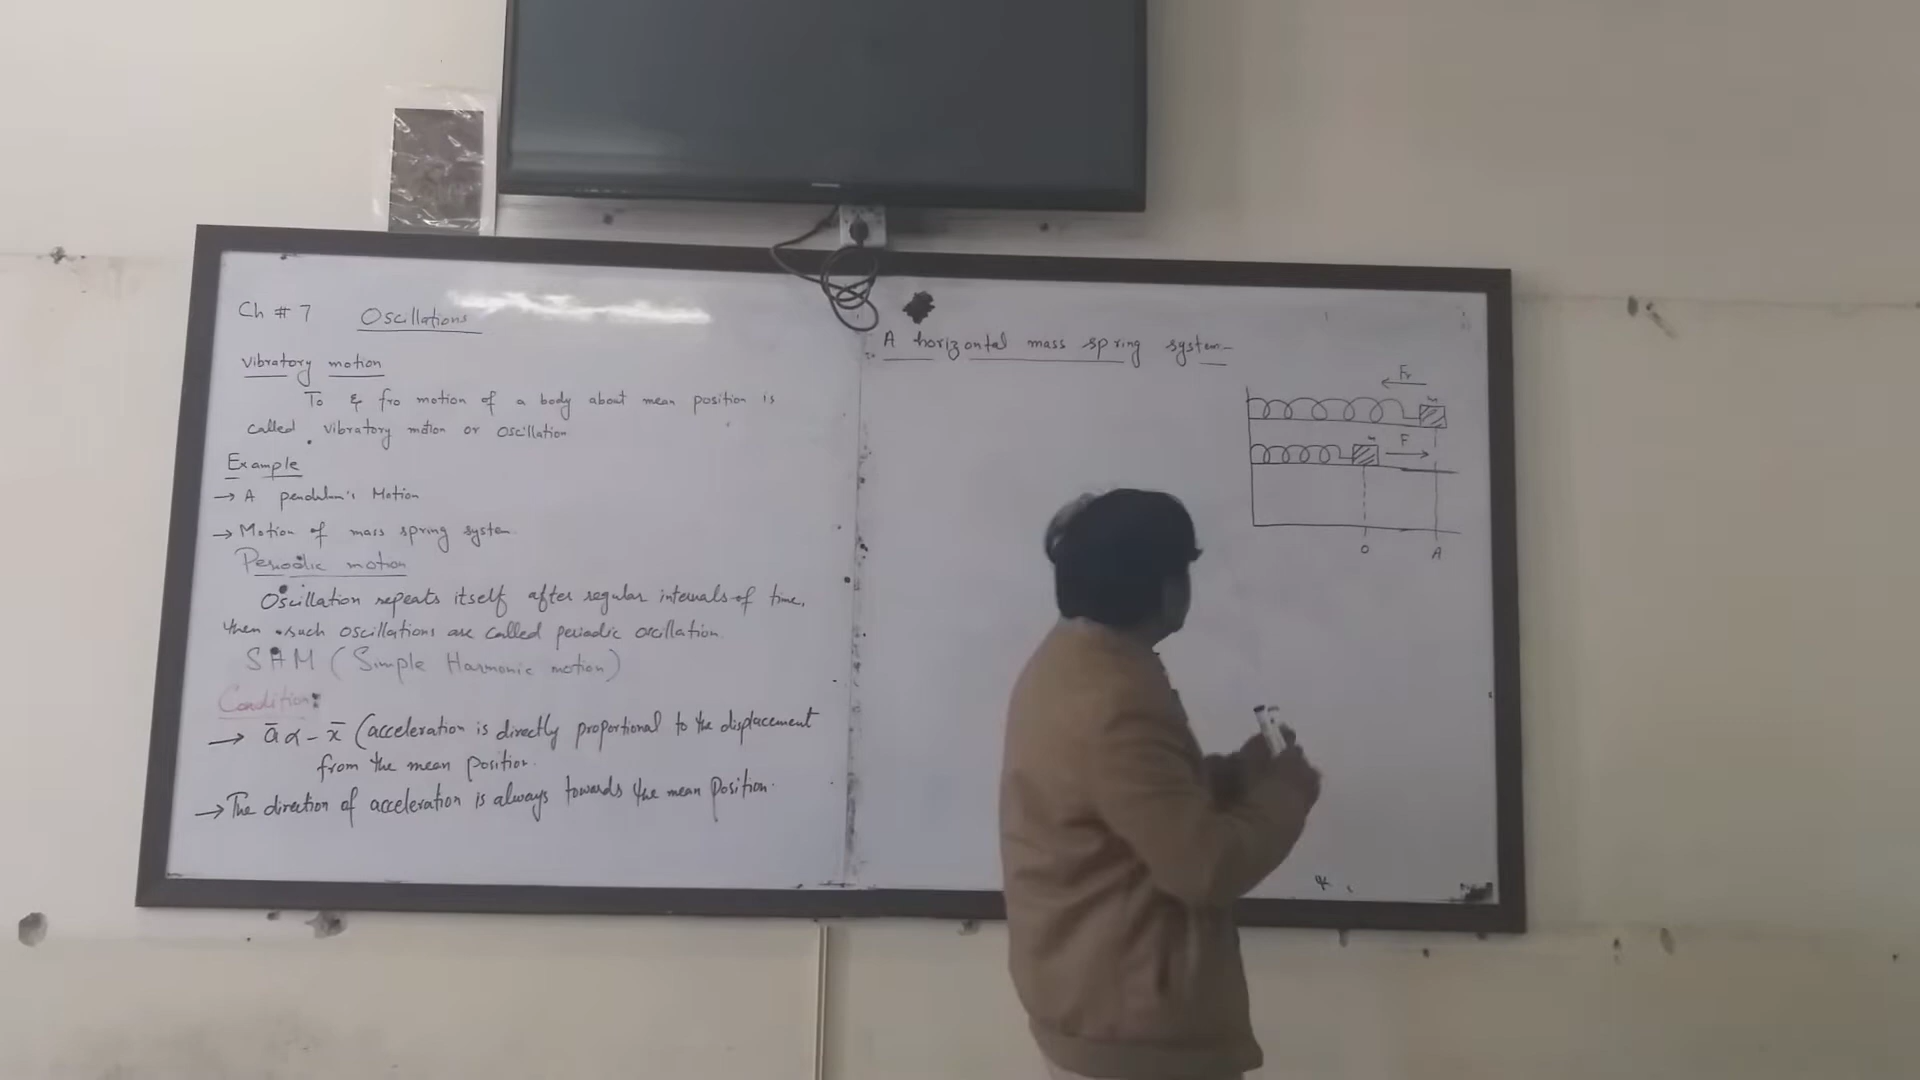 Ch # 7 Oscillations
Vibratory motion
To & fro motion of a body about mean position is
called vibratory motion or oscillation
Example
→ A pendulum's Motion
→ Motion of mass spring system
Periodic motion
Oscillation repeats itself after regular intervals of time,
then such oscillations are called periodic oscillation
SHM (Simple Harmonic motion)
Condition:
→ a̅ α - x̅ (acceleration is directly proportional to the displacement
from the mean position.
→ The direction of acceleration is always towards the mean position.
A horizontal mass spring system
Fr
m
m
F
O A